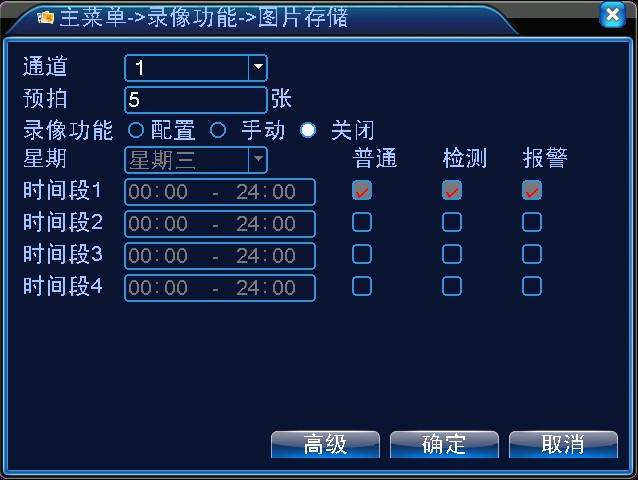 主菜单->录像功能->图片存储
通道 1
预拍 5 张
录像功能 配置 手动 关闭
星期 星期三 普通 检测 报警
时间段1 00:00 - 24:00
时间段2 00:00 - 24:00
时间段3 00:00 - 24:00
时间段4 00:00 - 24:00
高级 确定 取消